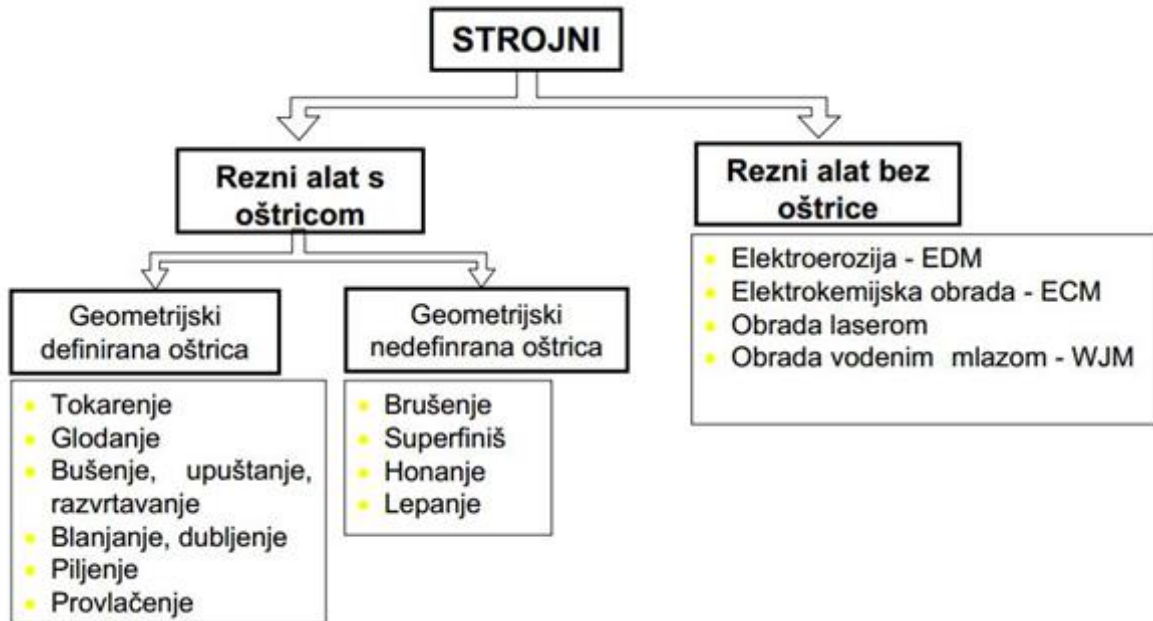 STROJNI
Rezni alat s
oštricom
Rezni alat bez
oštrice
Geometrijski
definirana oštrica
Geometrijski
nedefinrana oštrica
Tokarenje
Glodanje
Bušenje, upuštanje,
razvrtavanje
Blanjanje, dubljenje
Piljenje
Provlačenje
Brušenje
Superfiniš
Honanje
Lepanje
Elektroerozija - EDM
Elektrokemijska obrada - ECM
Obrada laserom
Obrada vodenim mlazom - WJM